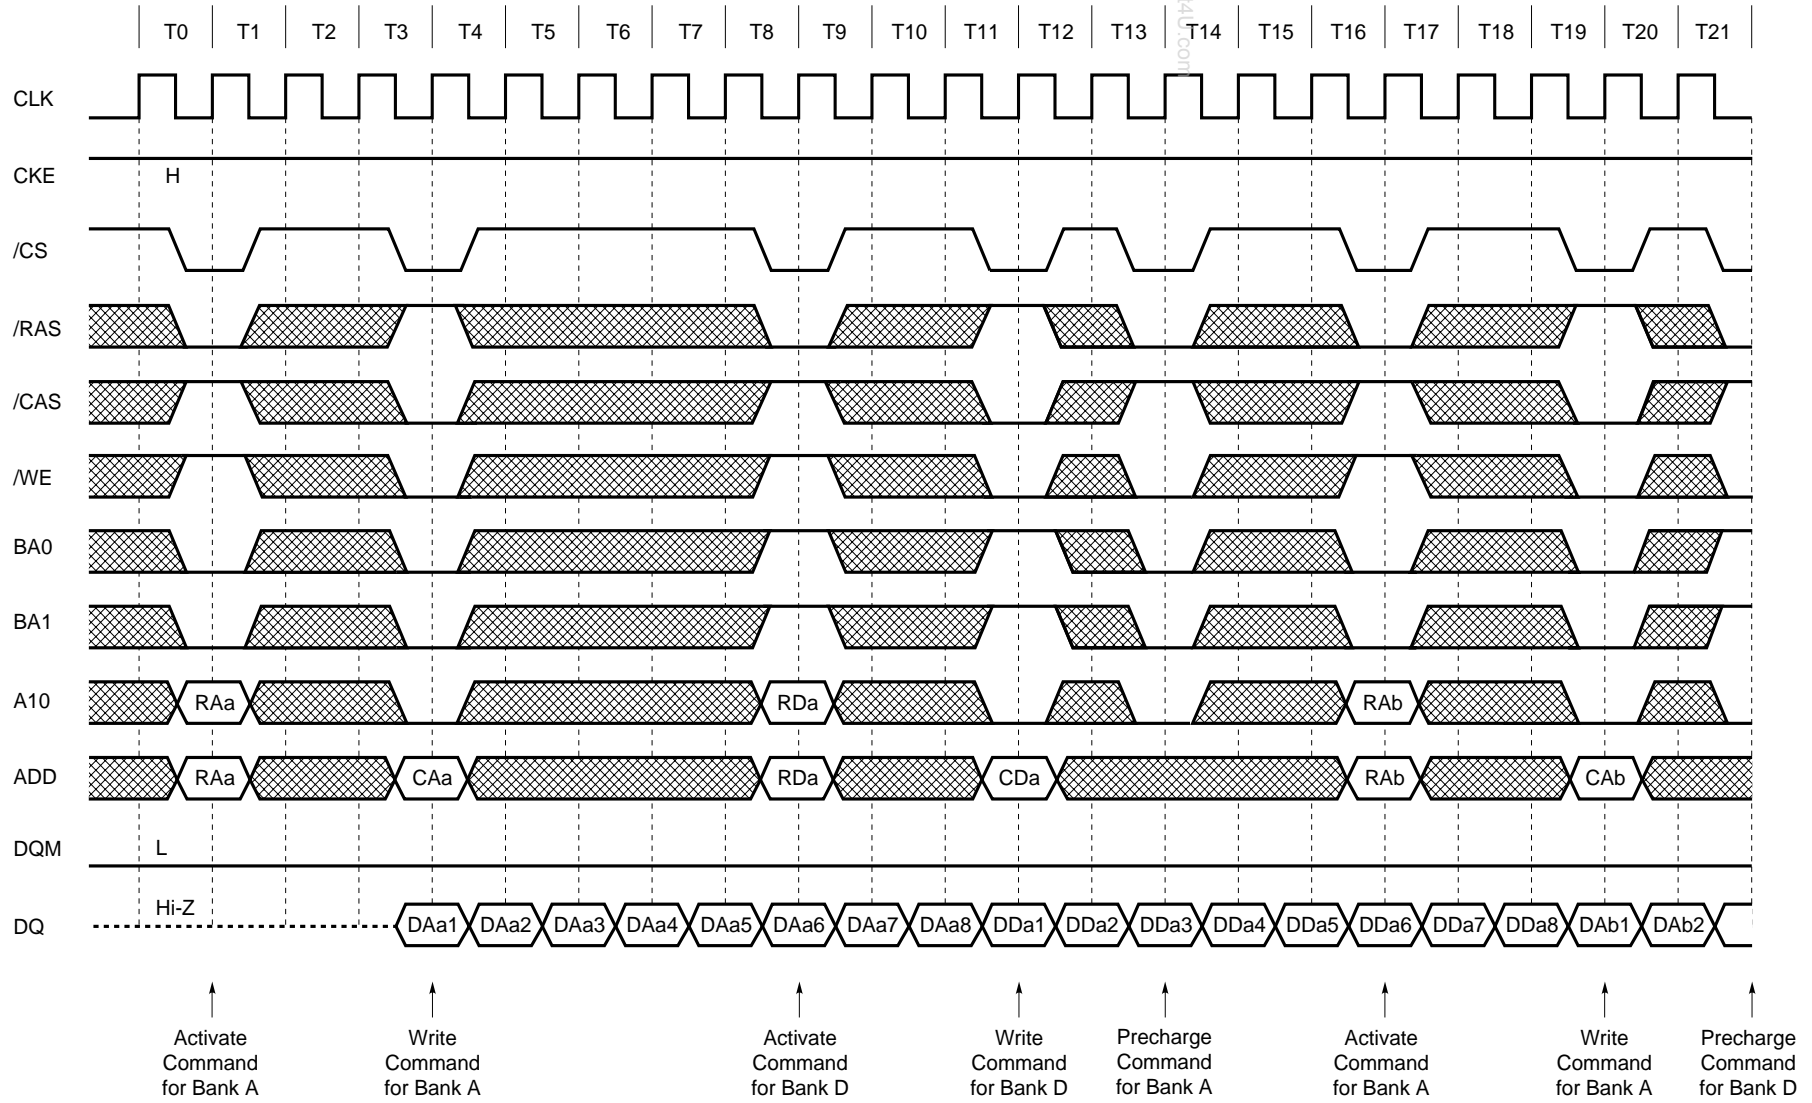 T0 T1 T2 T3 T4 T5 T6 T7 T8 T9 T10 T11 T12 T13 T14 T15 T16 T17 T18 T19 T20 T21
t4U.com
CLK
CKE H
/CS
/RAS
/CAS
/WE
BA0
BA1
A10 RAa RDa RAb
ADD RAa CAa RDa CDa RAb CAb
DQM L
Hi-Z
DQ DAa1 DAa2 DAa3 DAa4 DAa5 DAa6 DAa7 DAa8 DDa1 DDa2 DDa3 DDa4 DDa5 DDa6 DDa7 DDa8 DAb1 DAb2
Activate
Command
for Bank A
Write
Command
for Bank A
Activate
Command
for Bank D
Write
Command
for Bank D
Precharge
Command
for Bank A
Activate
Command
for Bank A
Write
Command
for Bank A
Precharge
Command
for Bank D